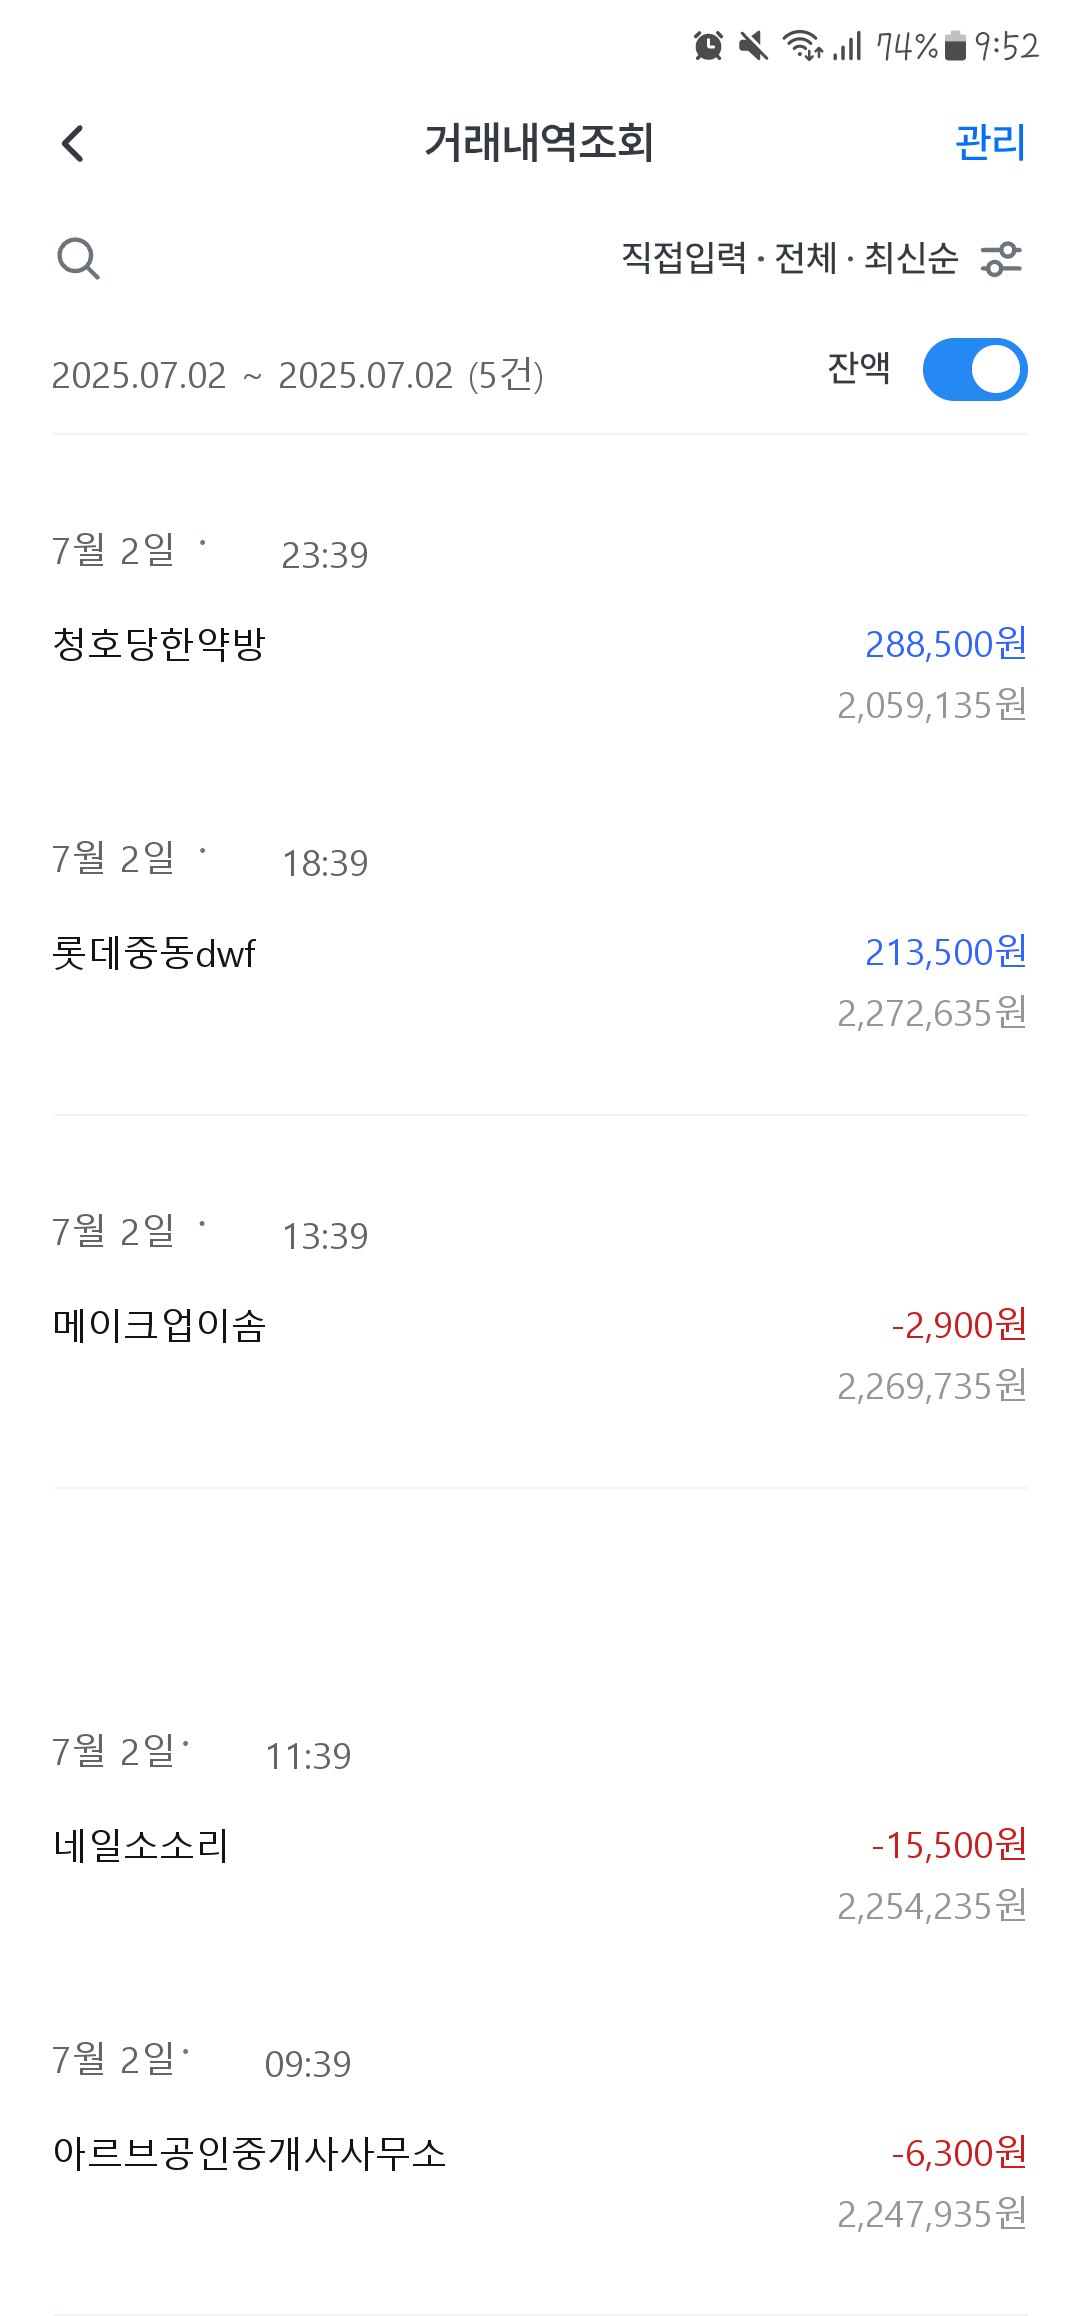 74% 9:52
거래내역조회 관리
직접입력 · 전체 · 최신순
2025.07.02 ~ 2025.07.02 (5건) 잔액
7월 2일 · 23:39
청호당한약방 288,500원
2,059,135원
7월 2일 · 18:39
롯데중동dwf 213,500원
2,272,635원
7월 2일 · 13:39
메이크업이솜 -2,900원
2,269,735원
7월 2일· 11:39
네일소소리 -15,500원
2,254,235원
7월 2일· 09:39
아르브공인중개사사무소 -6,300원
2,247,935원